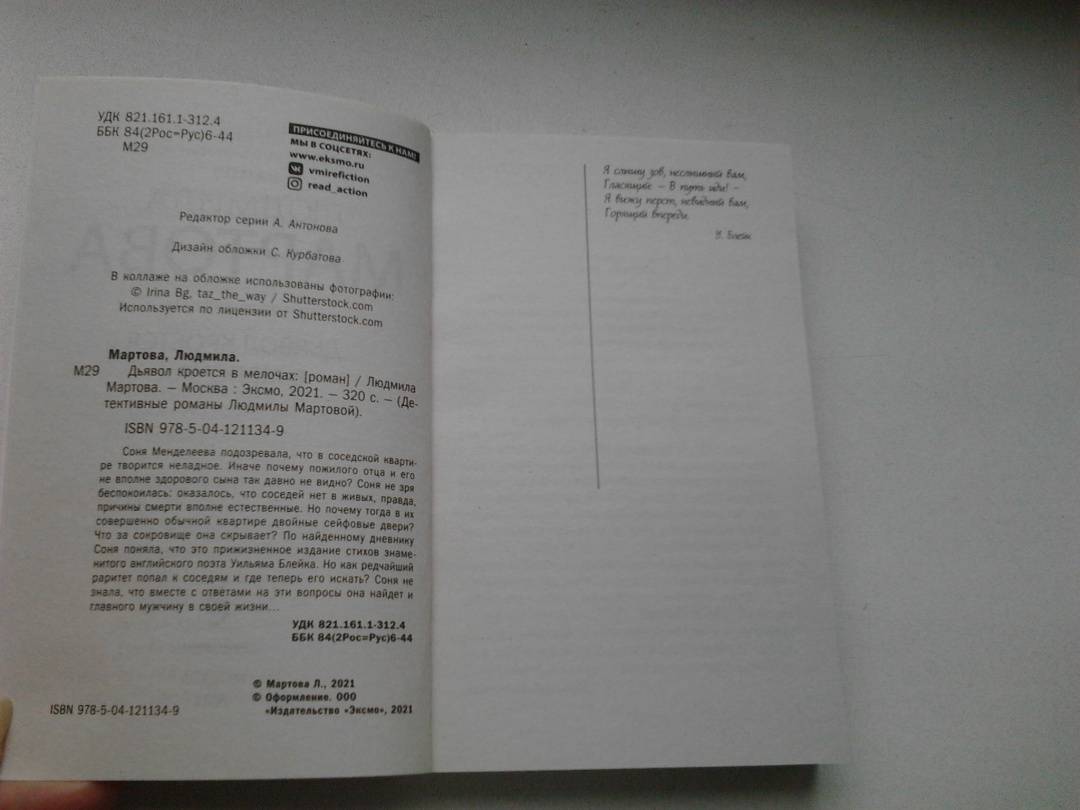 УДК 821.161.1-312.4
ББК 84(2Рос=Рус)6-44
М29
ПРИСОЕДИНЯЙТЕСЬ К НАМ!
МЫ В СОЦСЕТЯХ:
www.eksmo.ru
vmirefiction
read_action
Редактор серии А. Антонова
Дизайн обложки С. Курбатова
В коллаже на обложке использованы фотографии:
© Irina Bg, taz_the_way / Shutterstock.com
Используется по лицензии от Shutterstock.com
Мартова, Людмила.
М29 Дьявол кроется в мелочах: [роман] / Людмила
Мартова. — Москва : Эксмо, 2021. — 320 с. — (Де-
тективные романы Людмилы Мартовой).
ISBN 978-5-04-121134-9
Соня Менделеева подозревала, что в соседской кварти-
ре творится неладное. Иначе почему пожилого отца и его
не вполне здорового сына так давно не видно? Соня не зря
беспокоилась: оказалось, что соседей нет в живых, правда,
причины смерти вполне естественные. Но почему тогда в их
совершенно обычной квартире двойные сейфовые двери?
Что за сокровище она скрывает? По найденному дневнику
Соня поняла, что это прижизненное издание стихов знаме-
нитого английского поэта Уильяма Блейка. Но как редчайший
раритет попал к соседям и где теперь его искать? Соня не
знала, что вместе с ответами на эти вопросы она найдет и
главного мужчину в своей жизни...
УДК 821.161.1-312.4
ББК 84(2Рос=Рус)6-44
© Мартова Л., 2021
© Оформление. ООО
«Издательство «Эксмо», 2021
ISBN 978-5-04-121134-9
Я слышу зов, неслышный вам,
Гласящий: — В путь иди! —
Я вижу перст, невидный вам,
Горящий впереди.
У. Блейк